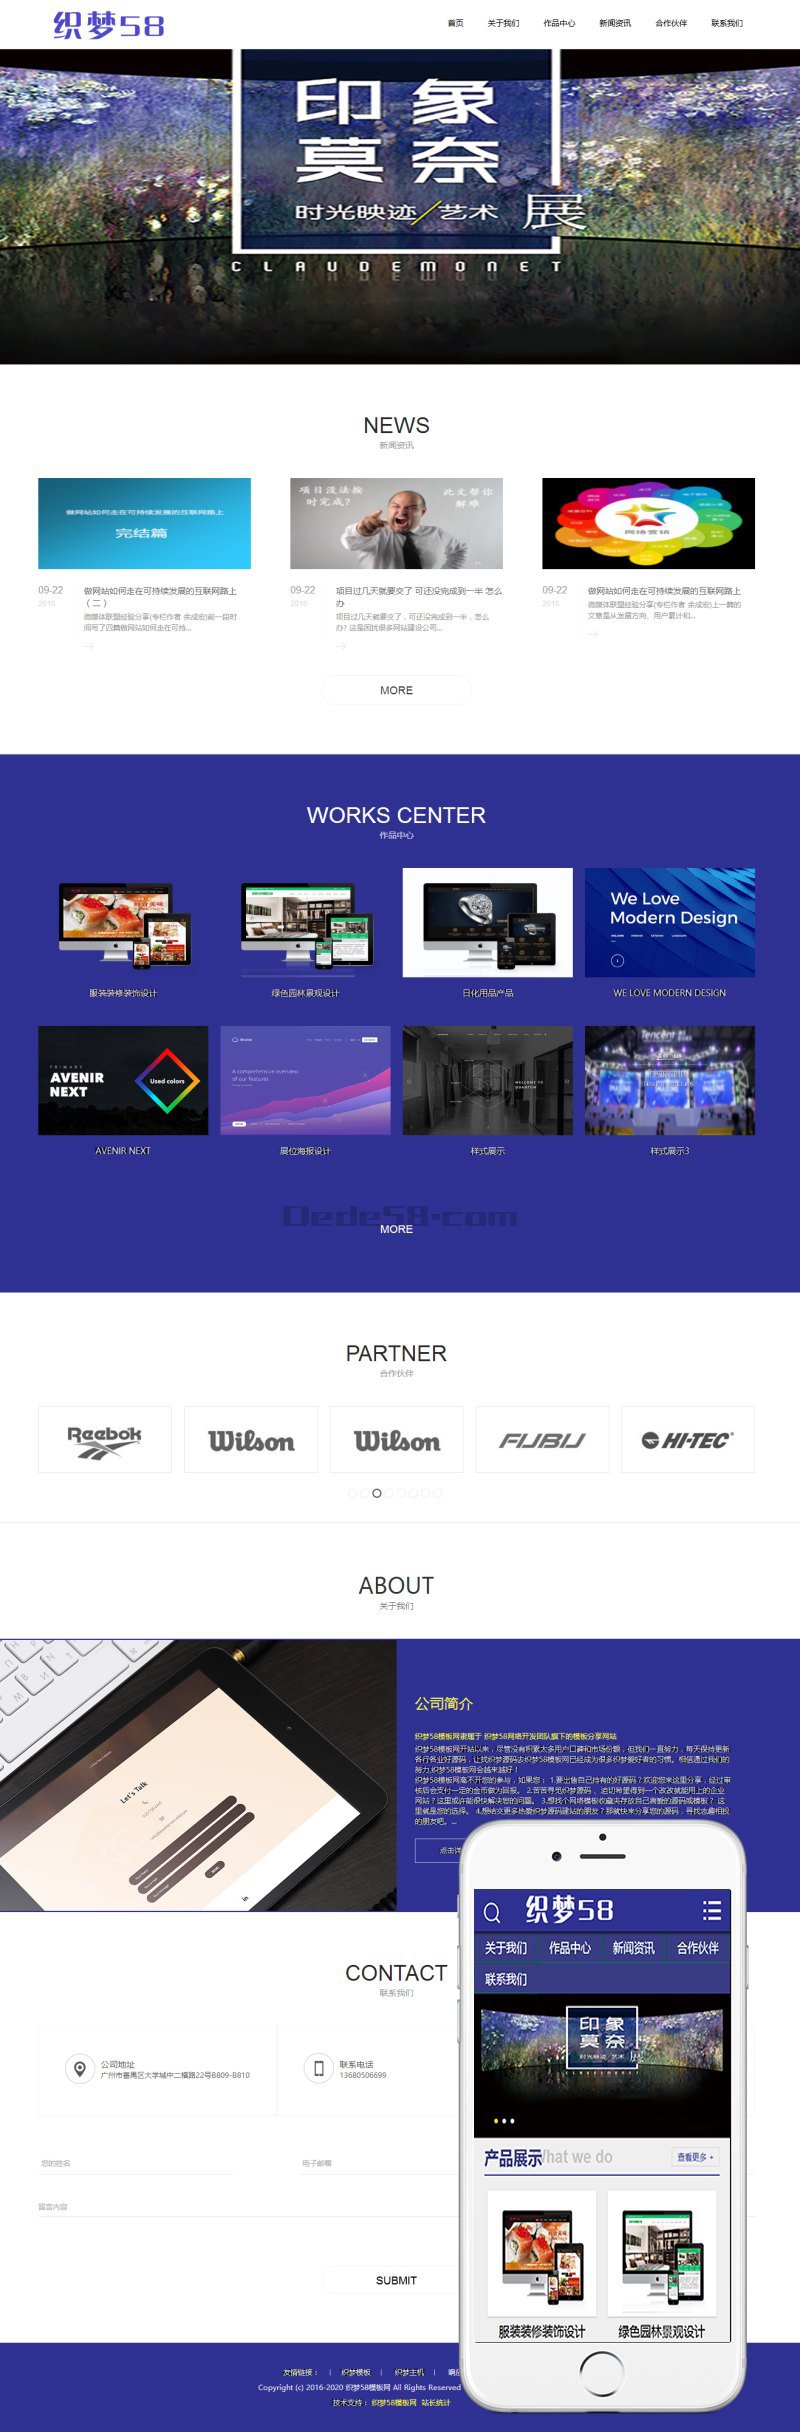 织梦58
首页 关于我们 作品中心 新闻资讯 合作伙伴 联系我们
印象
莫奈
时光映迹/艺术 展
CLAUDEMONET
NEWS
新闻资讯
做网站如何走在可持续发展的互联网路上
完结篇
项目没法按
时完成?
此文帮你
解难
网络营销
09-22
2016
做网站如何走在可持续发展的互联网路上
（二）
微媒体联盟经验分享(专栏作者 余成宏)前一段时
间写了四篇做网站如何走在可持...
09-22
2016
项目过几天就要交了 可还没完成到一半 怎么
办
项目过几天就要交了，可还没完成到一半，怎么
办? 这是困扰很多网站建设公司...
09-22
2016
做网站如何走在可持续发展的互联网路上
微媒体联盟经验分享(专栏作者 余成宏)上一篇的
文章是从发展方向、用户累计和...
MORE
WORKS CENTER
作品中心
We Love
Modern Design
服装装修装饰设计
绿色园林景观设计
日化用品产品
WE LOVE MODERN DESIGN
PRIMARY
AVENIR
NEXT
Used colors
A comprehensive overview
of our features
WELCOME TO
QUANTUM
Tencent
AVENIR NEXT
展位海报设计
样式展示
样式展示3
Dede58.com
MORE
PARTNER
合作伙伴
Reebok
Wilson
Wilson
FIJBIJ
HI-TEC
ABOUT
关于我们
Let's Talk
公司简介
织梦58模板网隶属于 织梦58网络开发团队旗下的模板分享网站
织梦58模板网开站以来，尽管没有积累太多用户口碑和市场份额，但我们一直努力，每天保持更新
各行各业好源码，让找织梦源码去织梦58模板网已经成为很多织梦爱好者的习惯。相信通过我们的
努力,织梦58模板网会越来越好！
织梦58模板网离不开您的参与，如果您： 1.要出售自己持有的好源码？欢迎您来这里分享，经过审
核后会支付一定的金币做为回报。 2.苦苦寻觅织梦源码 、迫切希望得到一个改改就能用上的企业
网站？这里或许能很快解决您的问题。 3.想找个网络模板收藏夹存放自己喜爱的源码或模板？ 这
里就是您的选择。 4.想结交更多热爱织梦源码建站的朋友？那就快来分享您的源码，寻找志趣相投
的朋友吧。...
点击详
CONTACT
联系我们
公司地址
广州市番禺区大学城中二横路22号B809-B810
联系电话
13680506699
您的姓名
电子邮箱
留言内容
SUBMIT
织梦58
关于我们 作品中心 新闻资讯 合作伙伴
联系我们
印象
莫奈
时光映迹/艺术 展
CLAUDEMONET
产品展示 What we do
查看更多 +
服装装修装饰设计
绿色园林景观设计
友情链接： | 织梦模板 | 织梦主机 | 响应
Copyright (c) 2016-2020 织梦58模板网 All Rights Reserved
技术支持：织梦58模板网 站长统计